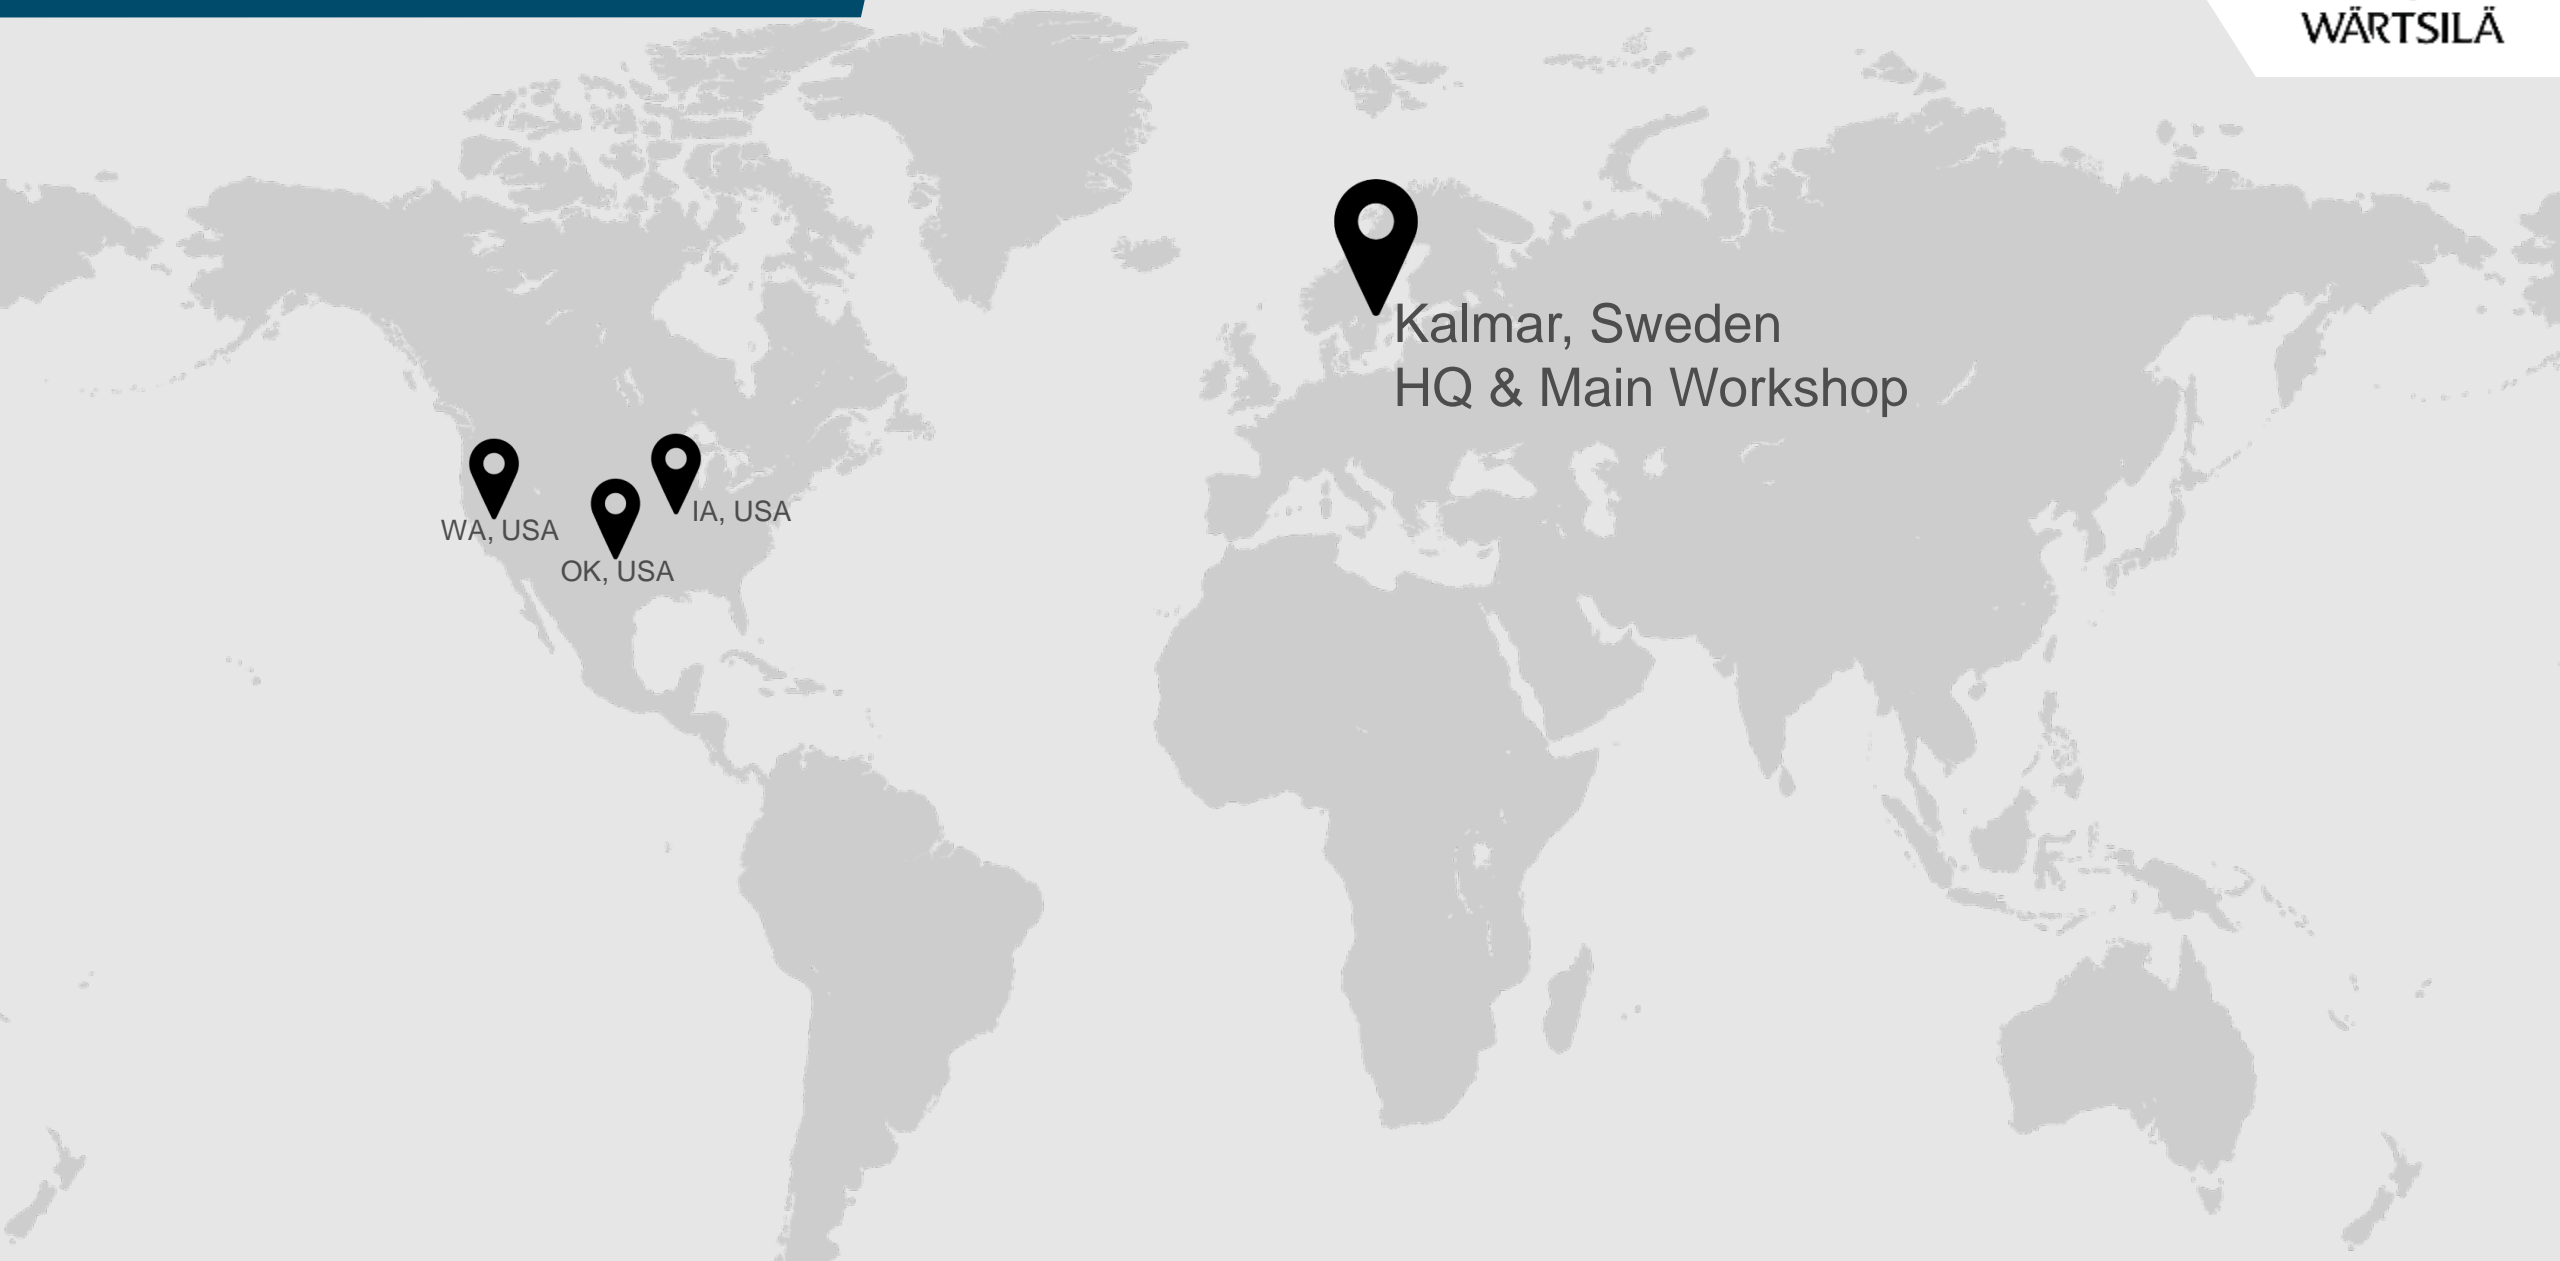 WÄRTSILÄ
Kalmar, Sweden
HQ & Main Workshop
WA, USA
OK, USA
IA, USA